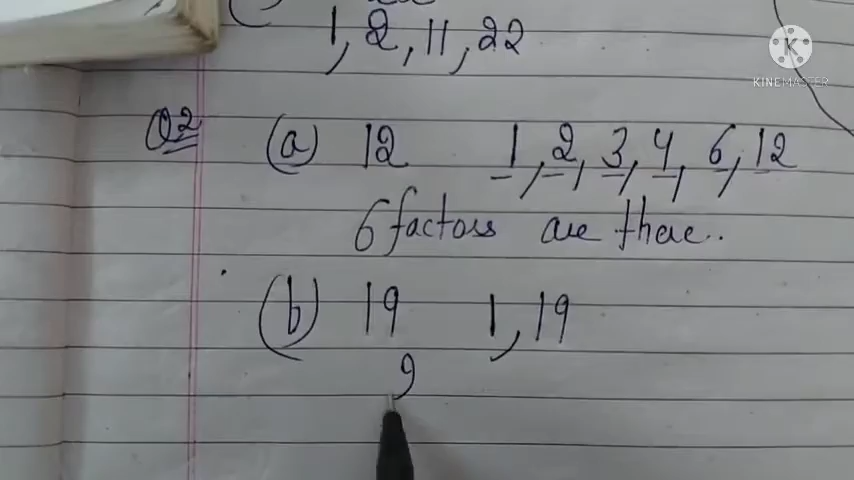 1, 2, 11, 22
K
KINEMASTER
Q2 (a) 12 1, 2, 3, 4, 6, 12
6 factors are there.
(b) 19 1, 19